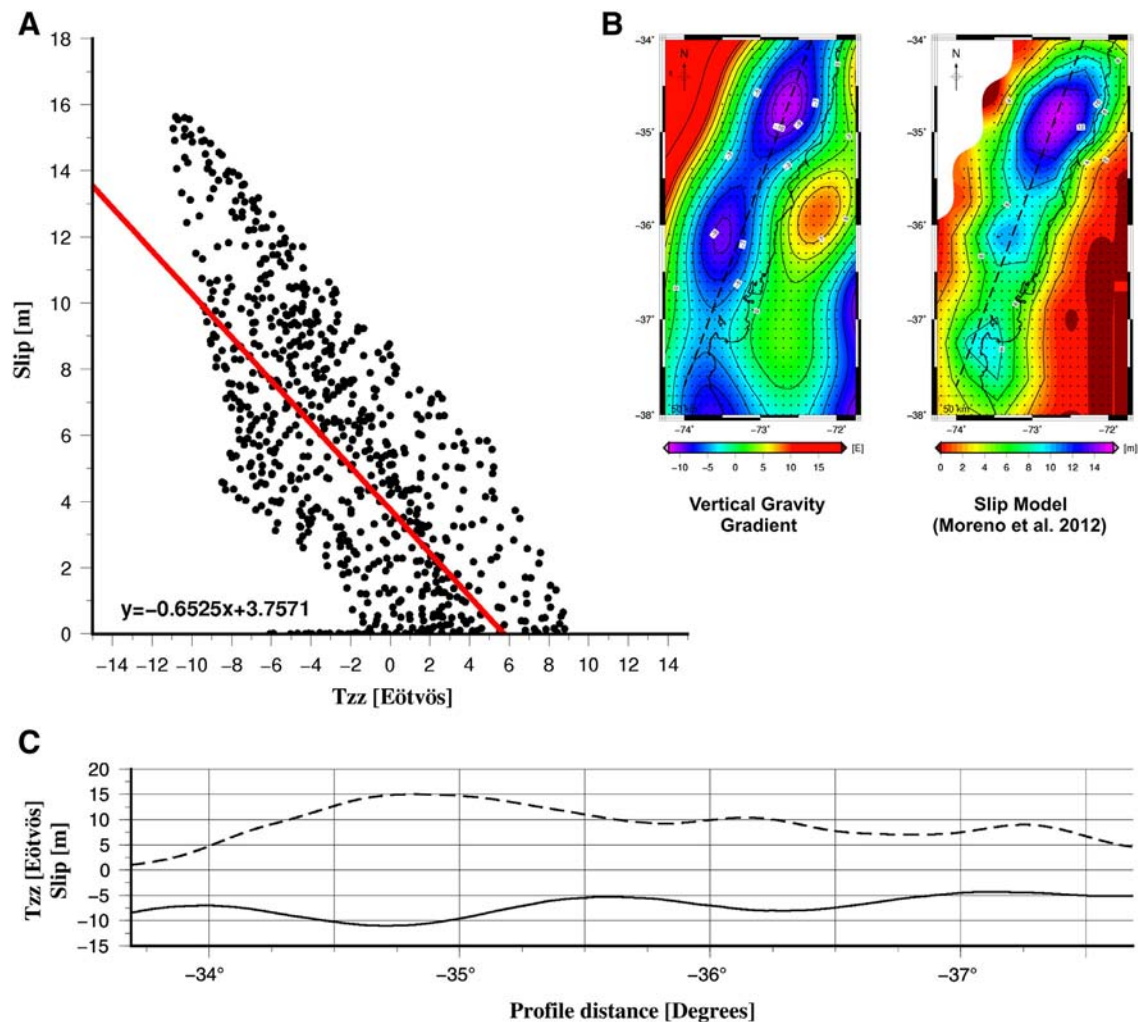 A
18
16
14
12
10
8
6
4
2
0
Slip [m]
y=−0.6525x+3.7571
−14 −12 −10 −8 −6 −4 −2 0 2 4 6 8 10 12 14
Tzz [Eötvös]
B
−34°
−35°
−36°
−37°
−38°
N
50 km
−74° −73° −72°
−10 −5 0 5 10 15 [E]
Vertical Gravity
Gradient
−34°
−35°
−36°
−37°
−38°
N
50 km
−74° −73° −72°
0 2 4 6 8 10 12 14 [m]
Slip Model
(Moreno et al. 2012)
C
Tzz [Eötvös]
Slip [m]
20
15
10
5
0
−5
−10
−15
−34° −35° −36° −37°
Profile distance [Degrees]